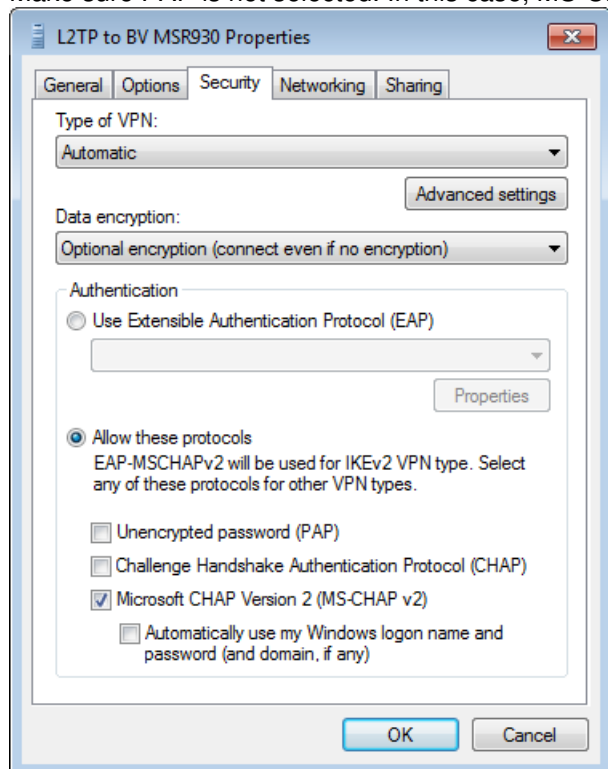 L2TP to BV MSR930 Properties
General Options Security Networking Sharing
Type of VPN:
Automatic
Advanced settings
Data encryption:
Optional encryption (connect even if no encryption)
Authentication
Use Extensible Authentication Protocol (EAP)
Properties
Allow these protocols
EAP-MSCHAPv2 will be used for IKEv2 VPN type. Select
any of these protocols for other VPN types.
Unencrypted password (PAP)
Challenge Handshake Authentication Protocol (CHAP)
Microsoft CHAP Version 2 (MS-CHAP v2)
Automatically use my Windows logon name and
password (and domain, if any)
OK Cancel